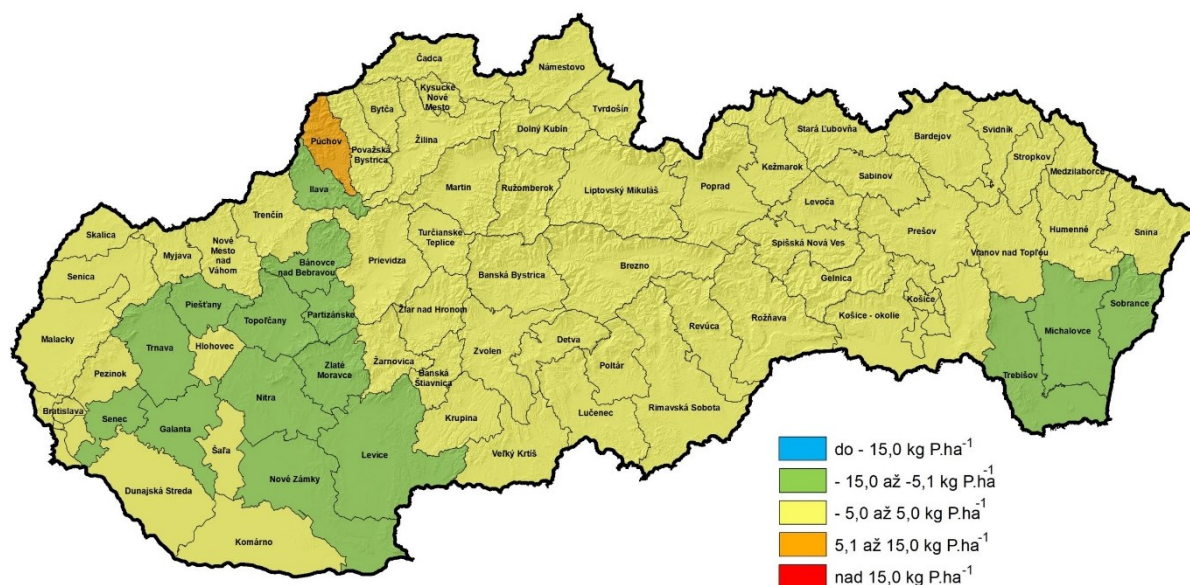 Čadca
Námestovo
Kysucké
Nové
Mesto
Bytča
Tvrdošín
Púchov
Považská
Bystrica
Žilina
Dolný Kubín
Stará Ľubovňa
Bardejov
Svidník
Stropkov
Medzilaborce
Kežmarok
Sabinov
Ilava
Martin
Ružomberok
Liptovský Mikuláš
Poprad
Levoča
Trenčín
Turčianske
Teplice
Prešov
Humenné
Snina
Skalica
Myjava
Nové
Mesto
nad
Váhom
Bánovce
nad Bebravou
Prievidza
Banská Bystrica
Brezno
Spišská Nová Ves
Gelnica
Vranov nad Topľou
Senica
Piešťany
Topoľčany
Partizánske
Žiar nad Hronom
Revúca
Rožňava
Košice - okolie
Košice
Michalovce
Sobrance
Malacky
Trnava
Hlohovec
Zlaté
Moravce
Žarnovica
Banská
Štiavnica
Zvolen
Detva
Poltár
Trebišov
Pezinok
Nitra
Bratislava
Senec
Galanta
Šaľa
Levice
Krupina
Lučenec
Rimavská Sobota
Veľký Krtíš
Nové Zámky
Dunajská Streda
Komárno
do - 15,0 kg P.ha-1
- 15,0 až -5,1 kg P.ha-1
- 5,0 až 5,0 kg P.ha-1
5,1 až 15,0 kg P.ha-1
nad 15,0 kg P.ha-1